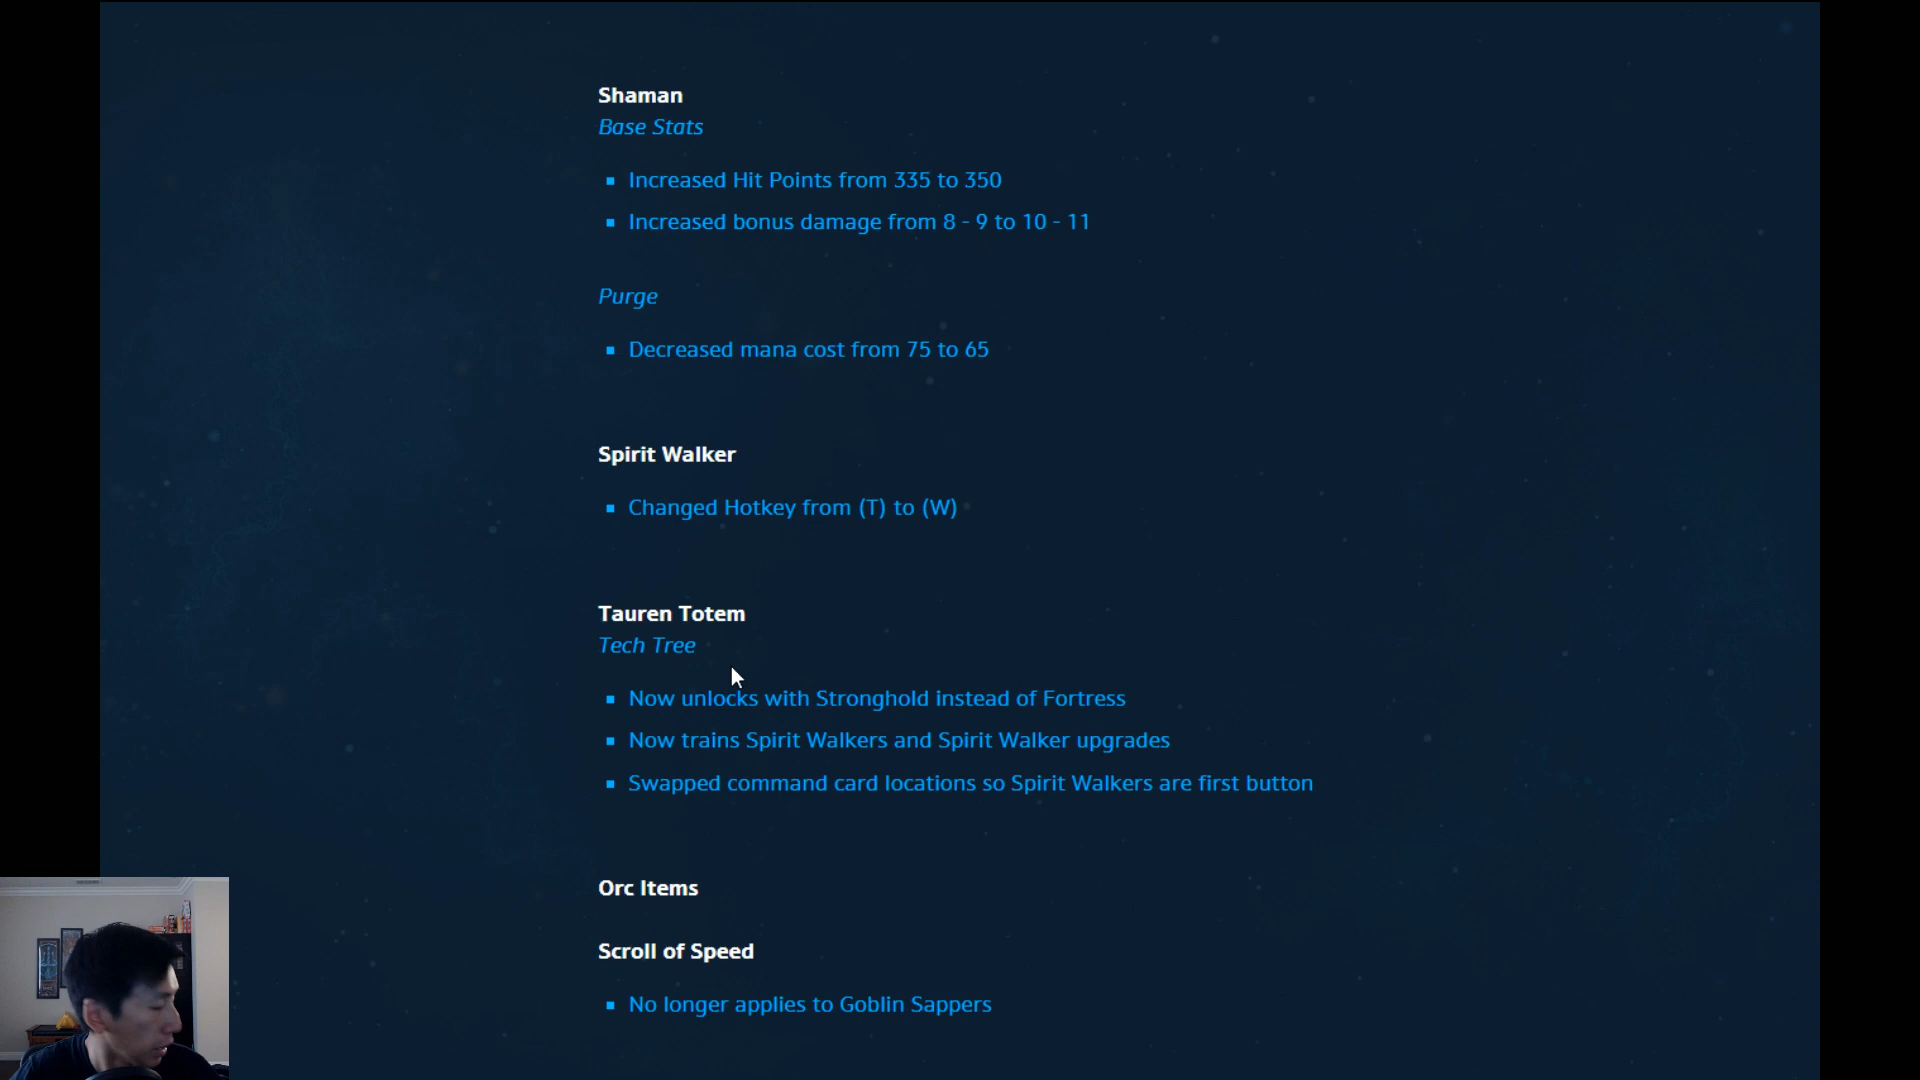 Shaman
Base Stats
Increased Hit Points from 335 to 350
Increased bonus damage from 8 - 9 to 10 - 11
Purge
Decreased mana cost from 75 to 65
Spirit Walker
Changed Hotkey from (T) to (W)
Tauren Totem
Tech Tree
Now unlocks with Stronghold instead of Fortress
Now trains Spirit Walkers and Spirit Walker upgrades
Swapped command card locations so Spirit Walkers are first button
Orc Items
Scroll of Speed
No longer applies to Goblin Sappers